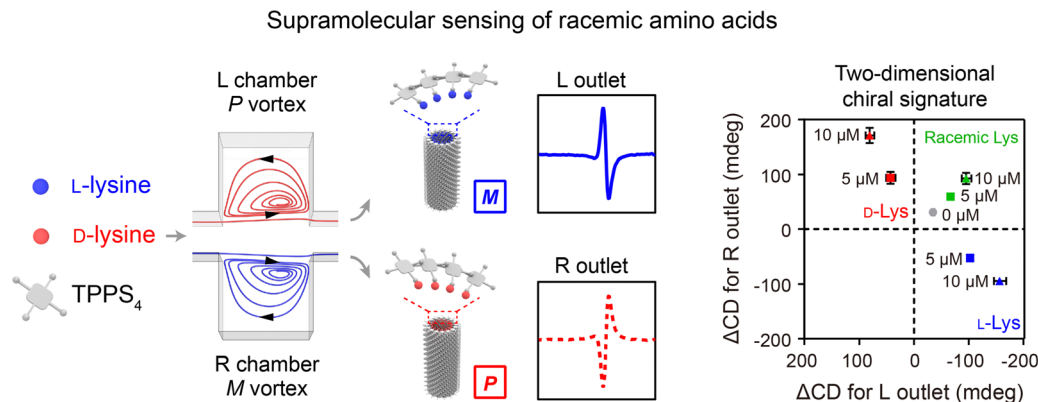 Supramolecular sensing of racemic amino acids
L chamber
P vortex
L-lysine
D-lysine
TPPS4
R chamber
M vortex
M
P
L outlet
R outlet
Two-dimensional
chiral signature
ΔCD for R outlet (mdeg)
200
100
0
-100
-200
10 μM
5 μM
D-Lys
Racemic Lys
10 μM
5 μM
0 μM
5 μM
10 μM
L-Lys
200 100 0 -100 -200
ΔCD for L outlet (mdeg)